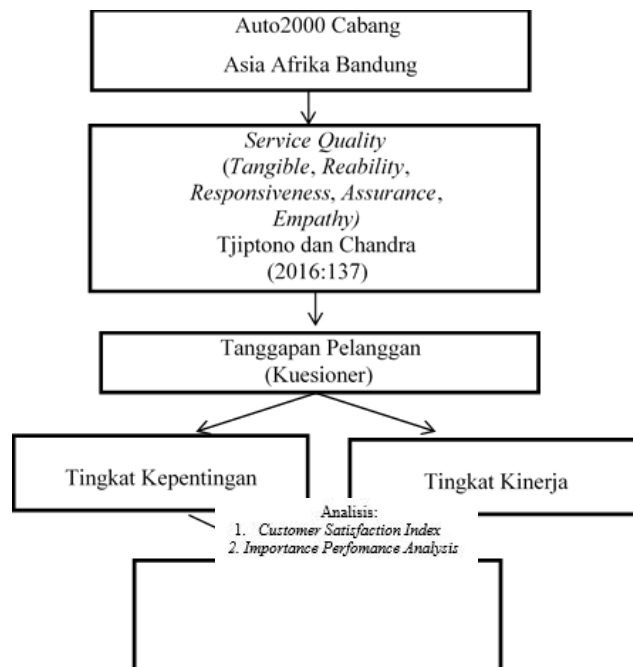 Auto2000 Cabang
Asia Afrika Bandung
Service Quality
(Tangible, Reability,
Responsiveness, Assurance,
Empathy)
Tjiptono dan Chandra
(2016:137)
Tanggapan Pelanggan
(Kuesioner)
Tingkat Kepentingan
Tingkat Kinerja
Analisis:
1. Customer Satisfaction Index
2. Importance Perfomance Analysis